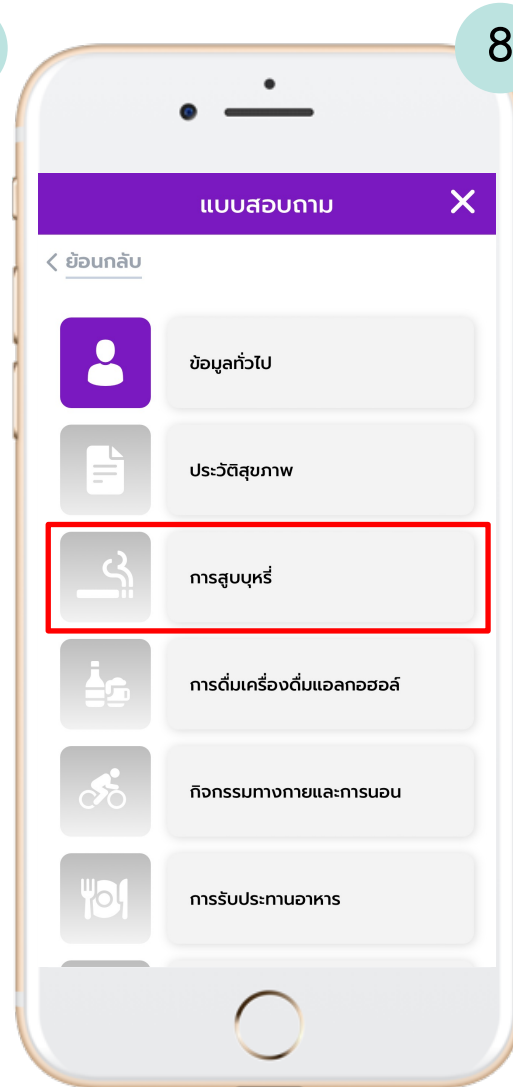 8
แบบสอบถาม
ย้อนกลับ
ข้อมูลทั่วไป
ประวัติสุขภาพ
การสูบบุหรี่
การดื่มเครื่องดื่มแอลกอฮอล์
กิจกรรมทางกายและการนอน
การรับประทานอาหาร